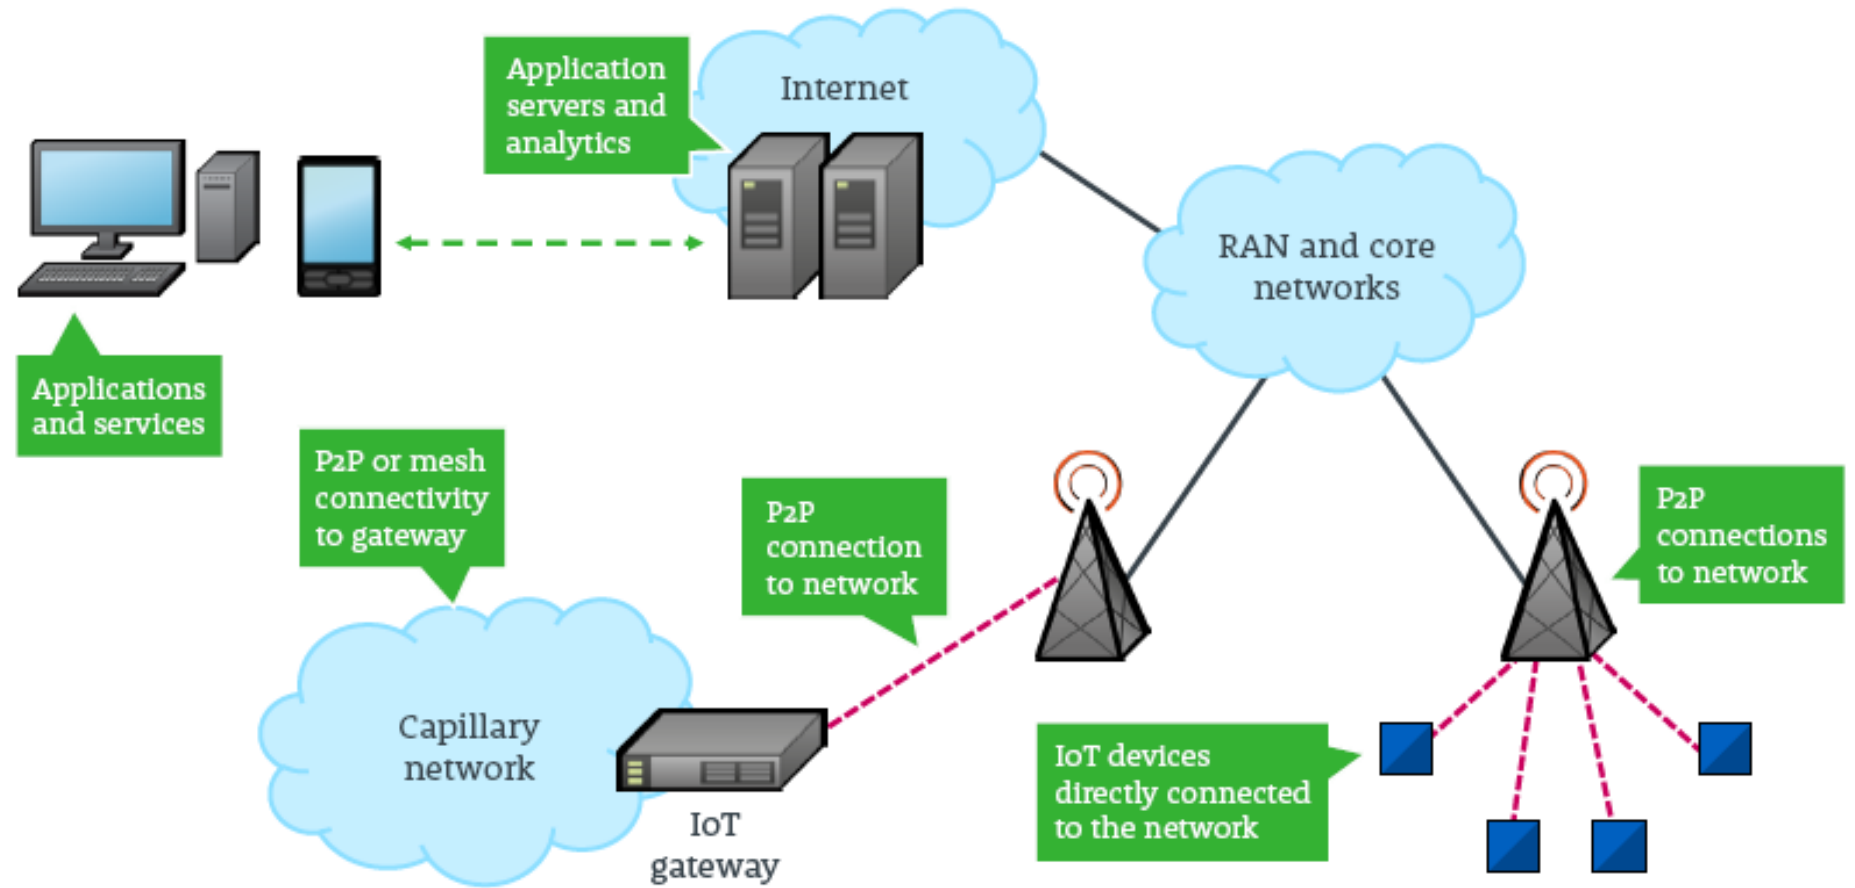 Application
servers and
analytics
Internet
RAN and core
networks
Applications
and services
P2P or mesh
connectivity
to gateway
P2P
connection
to network
P2P
connections
to network
Capillary
network
IoT
gateway
IoT devices
directly connected
to the network